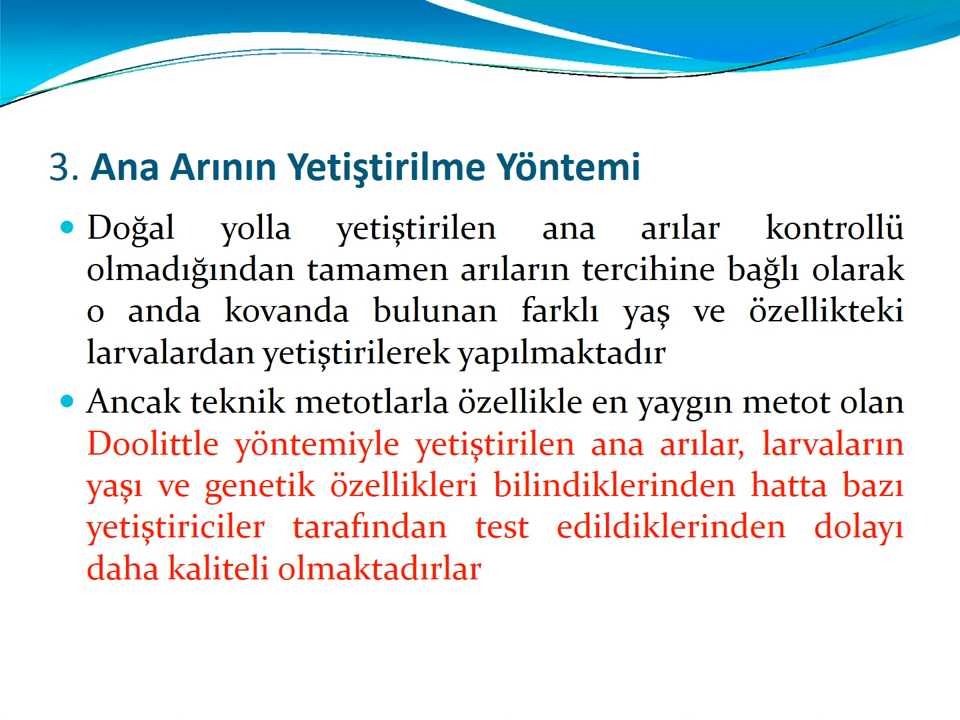 3. Ana Arının Yetiştirilme Yöntemi
• Doğal yolla yetiştirilen ana arılar kontrollü
olmadığından tamamen arıların tercihine bağlı olarak
o anda kovanda bulunan farklı yaş ve özellikteki
larvalardan yetiştirilerek yapılmaktadır
• Ancak teknik metotlarla özellikle en yaygın metot olan
Doolittle yöntemiyle yetiştirilen ana arılar, larvaların
yaşı ve genetik özellikleri bilindiklerinden hatta bazı
yetiştiriciler tarafından test edildiklerinden dolayı
daha kaliteli olmaktadırlar